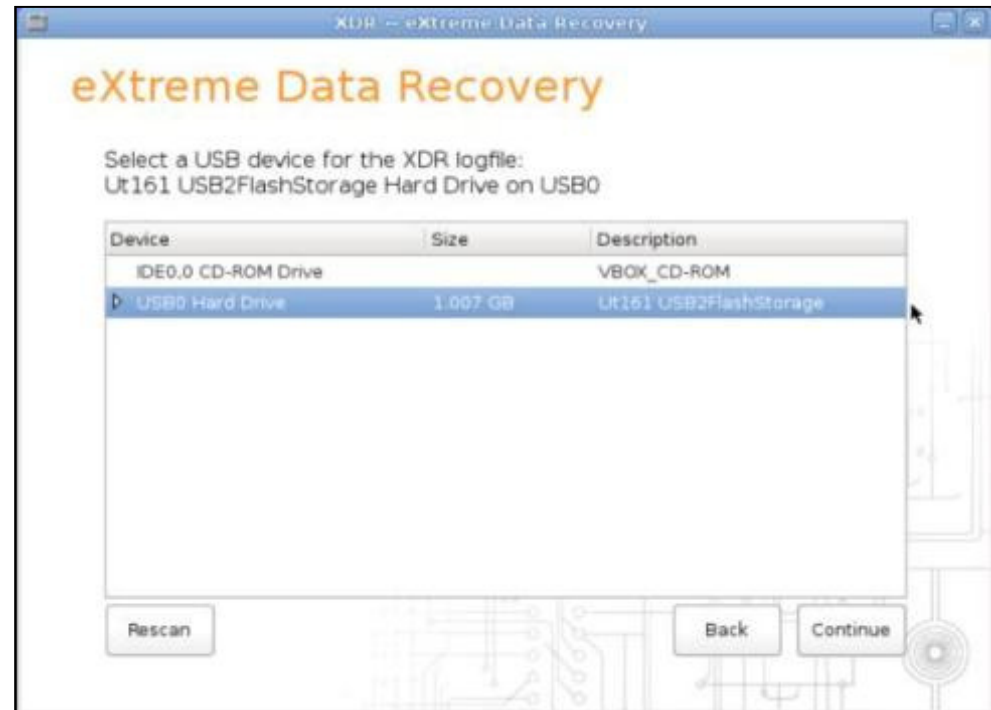 XDR – eXtreme Data Recovery
eXtreme Data Recovery
Select a USB device for the XDR logfile:
Ut161 USB2FlashStorage Hard Drive on USB0
Device Size Description
IDE0.0 CD-ROM Drive VBOX_CD-ROM
USB0 Hard Drive 1.007 GB Ut161 USB2FlashStorage
Rescan Back Continue